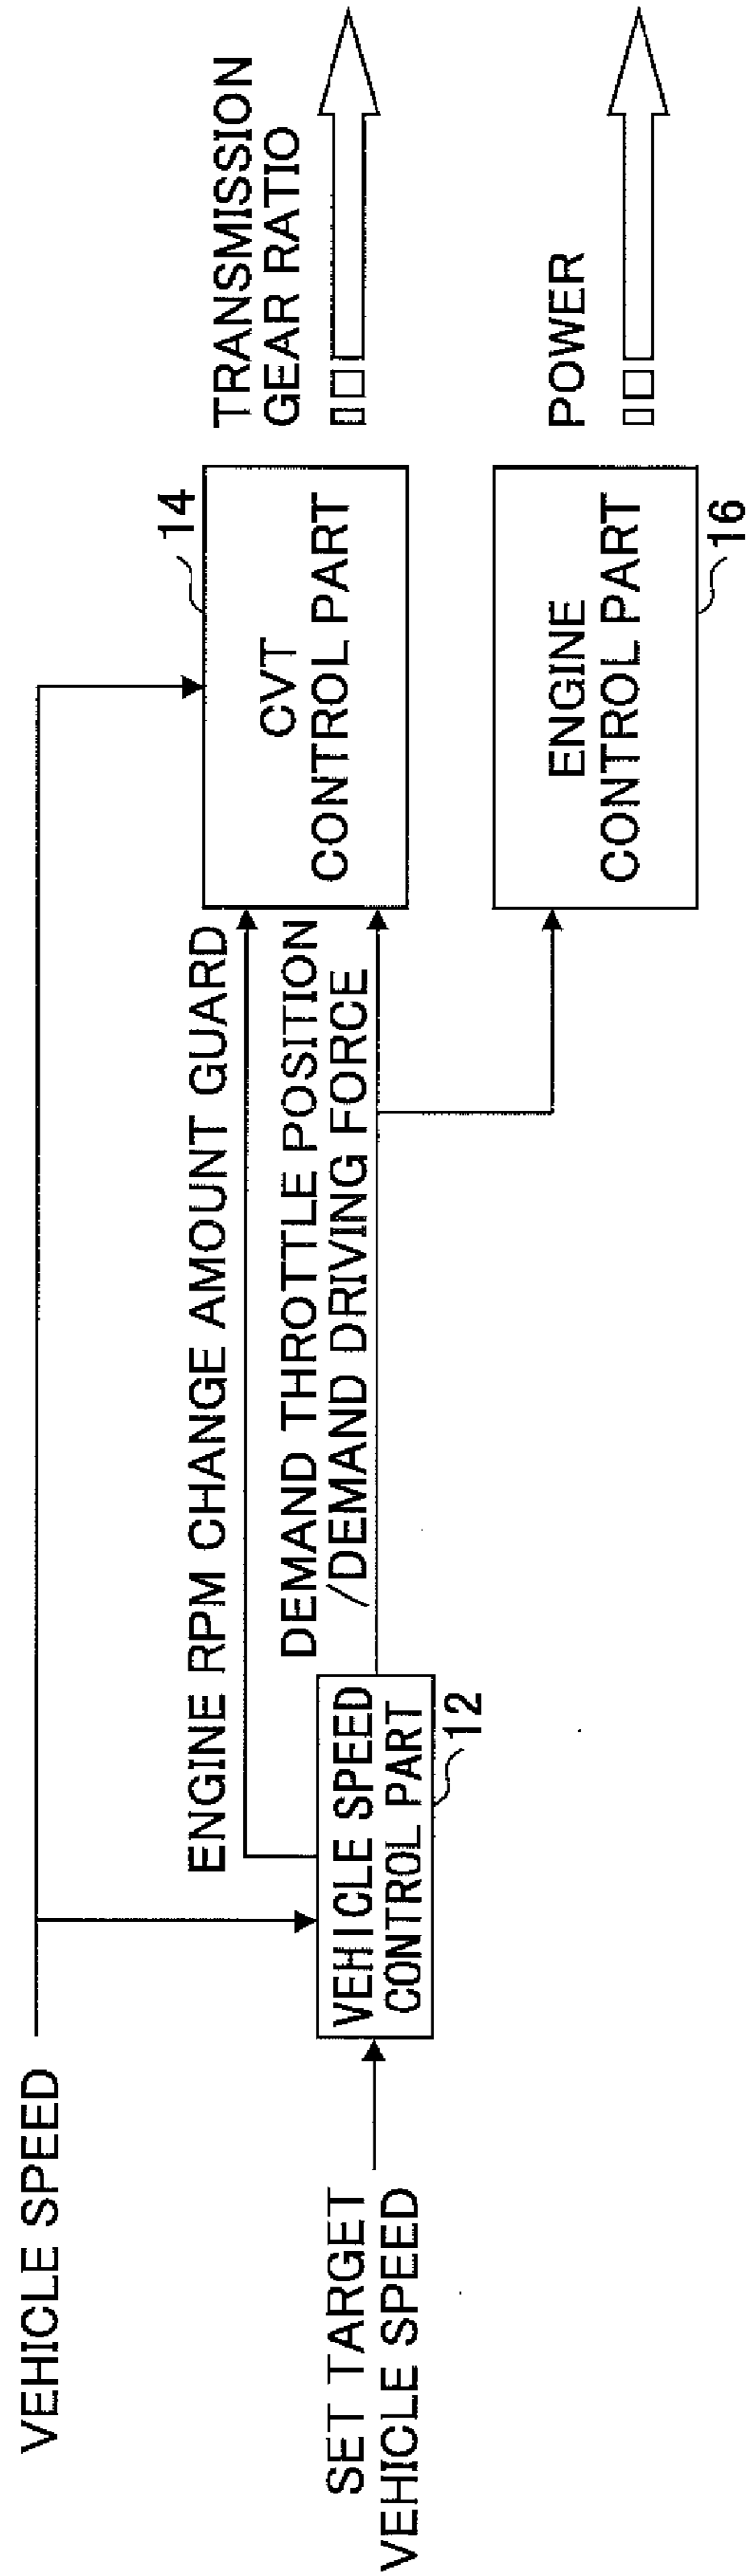 VEHICLE SPEED
SET TARGET
VEHICLE SPEED
VEHICLE SPEED
CONTROL PART
12
ENGINE RPM CHANGE AMOUNT GUARD
DEMAND THROTTLE POSITION
/DEMAND DRIVING FORCE
14
CVT
CONTROL PART
ENGINE
CONTROL PART
16
TRANSMISSION
GEAR RATIO
POWER